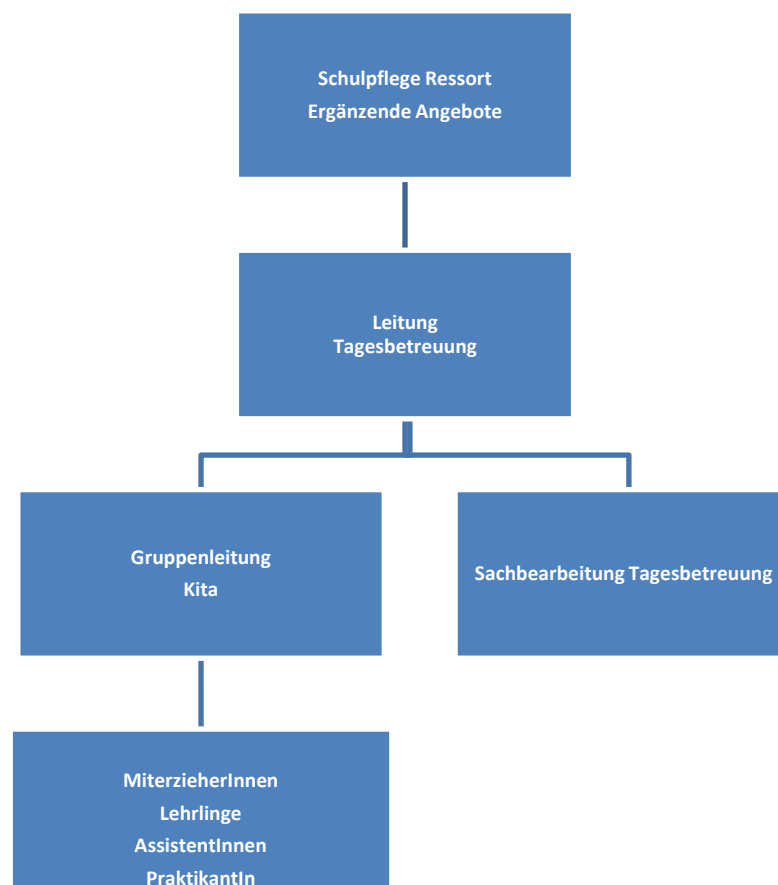 Schulpflege Ressort
Ergänzende Angebote
Leitung
Tagesbetreuung
Gruppenleitung
Kita
Sachbearbeitung Tagesbetreuung
MiterzieherInnen
Lehrlinge
AssistentInnen
PraktikantIn